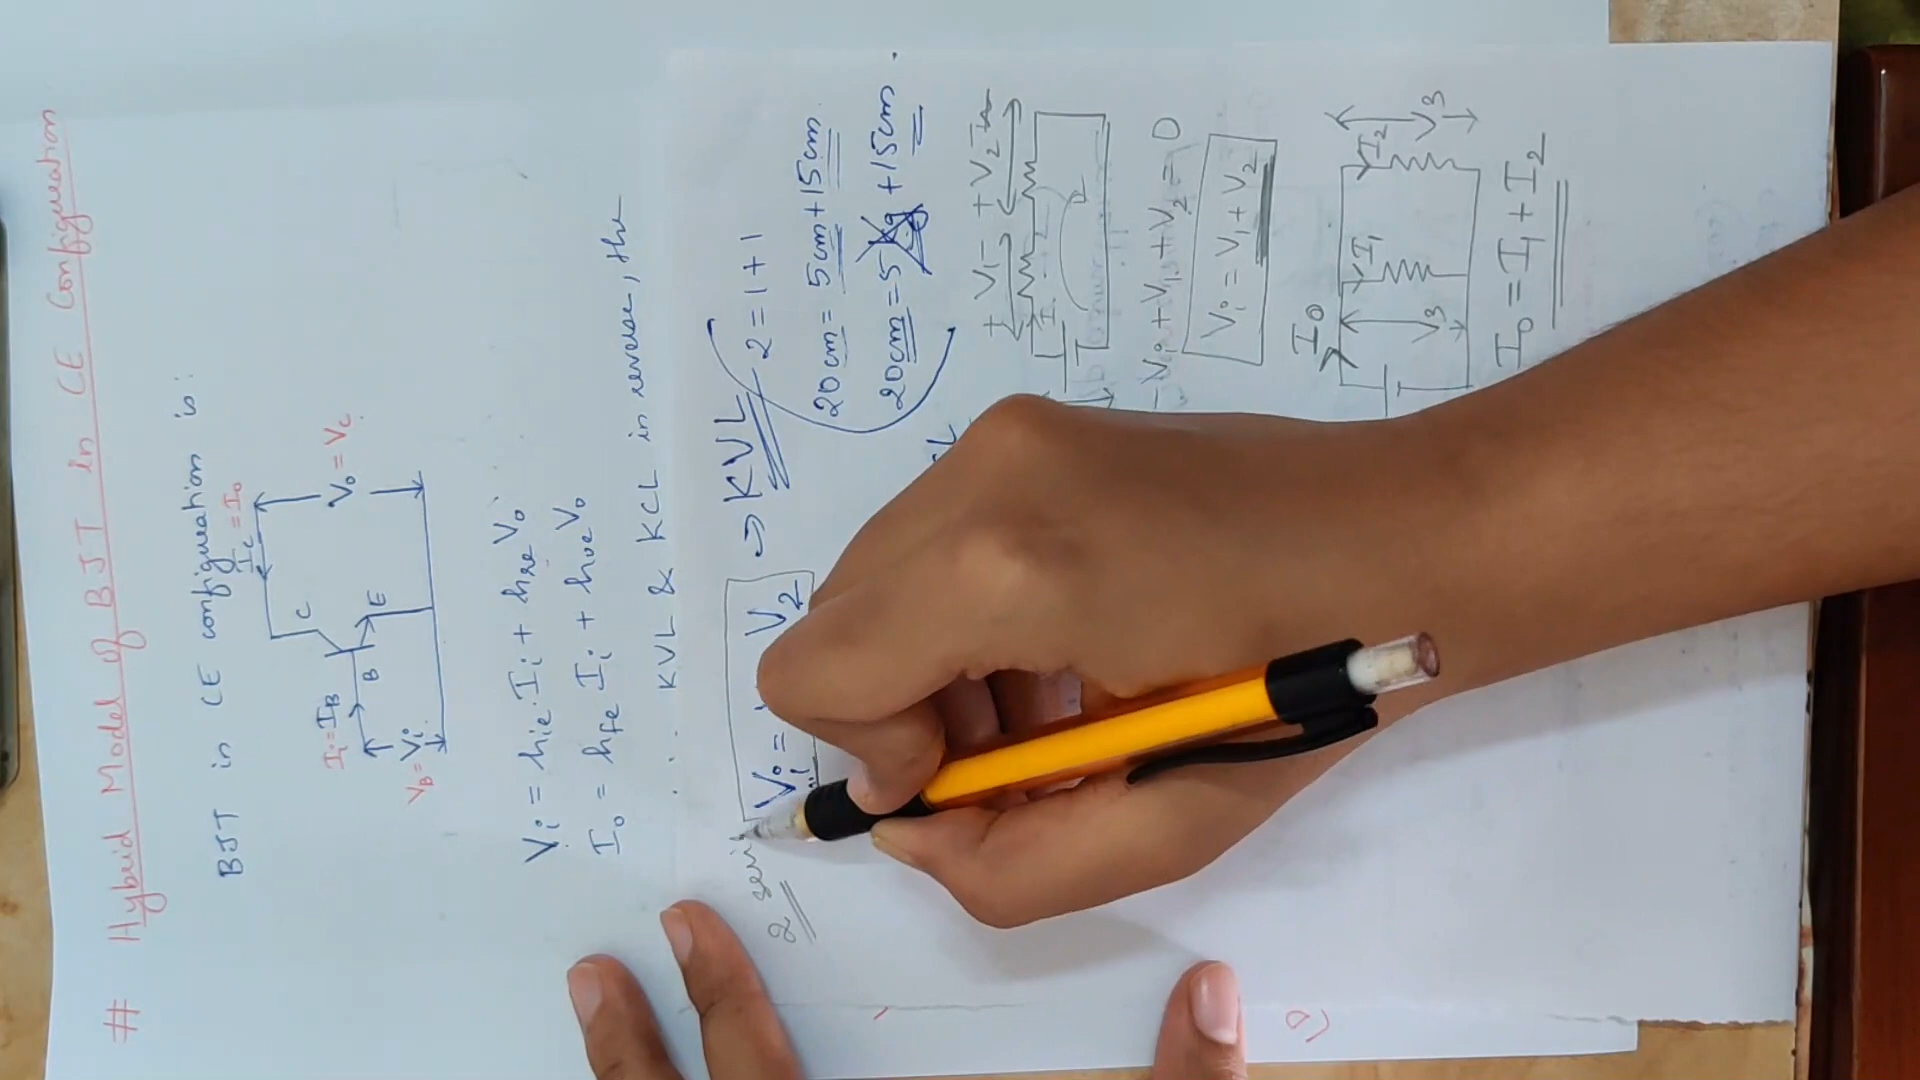 # Hybrid Model of BJT in CE Configuration
BJT in CE configuration is:
IC = Io
C
Vo = Vc
Ii = IB
B
E
VB = Vi
Vi = hie.Ii + hre Vo
Io = hfe Ii + hoe Vo
∴ KVL & KCL in reverse, the
2
Vi = V2 → KVL 2 = 1 + 1
20cm = 5cm + 15cm
20cm = 5 kg + 15cm.
+ V1 - + V2 -
I
- Vi + V1 + V2 = 0
Vi = V1 + V2
Io I1 I2
V3 V3
Io = I1 + I2